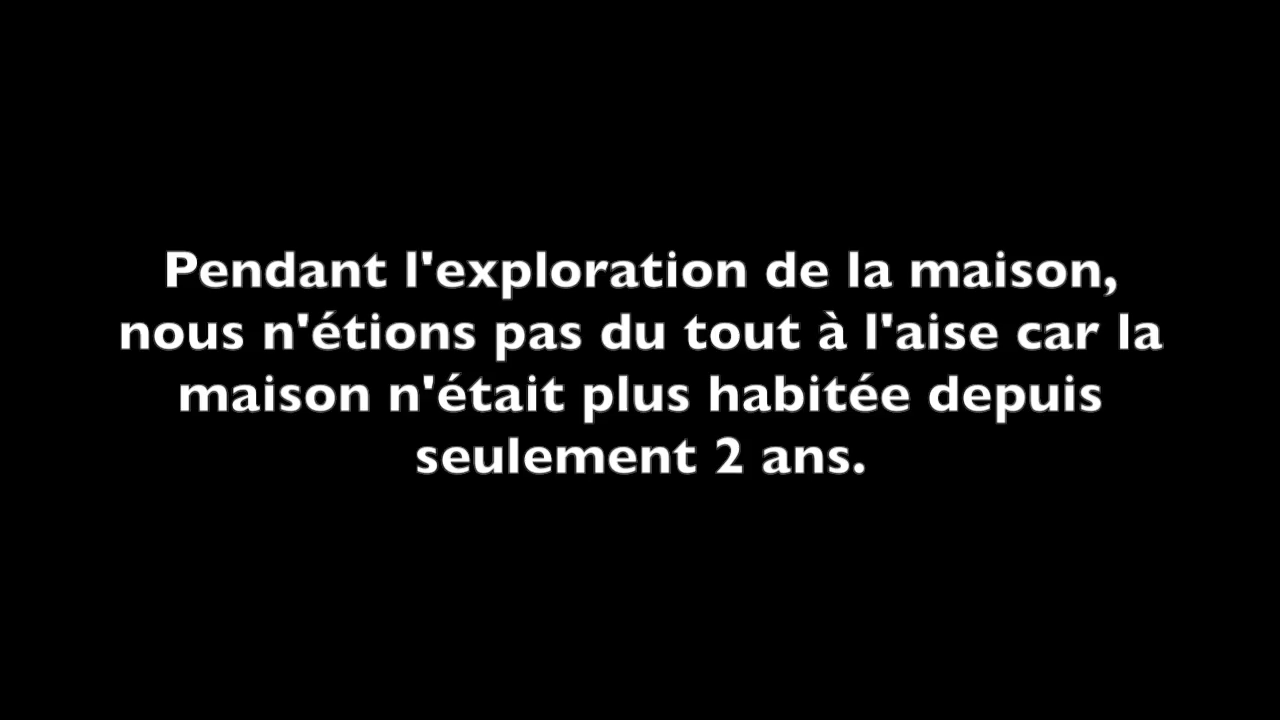 Pendant l'exploration de la maison,
nous n'étions pas du tout à l'aise car la
maison n'était plus habitée depuis
seulement 2 ans.